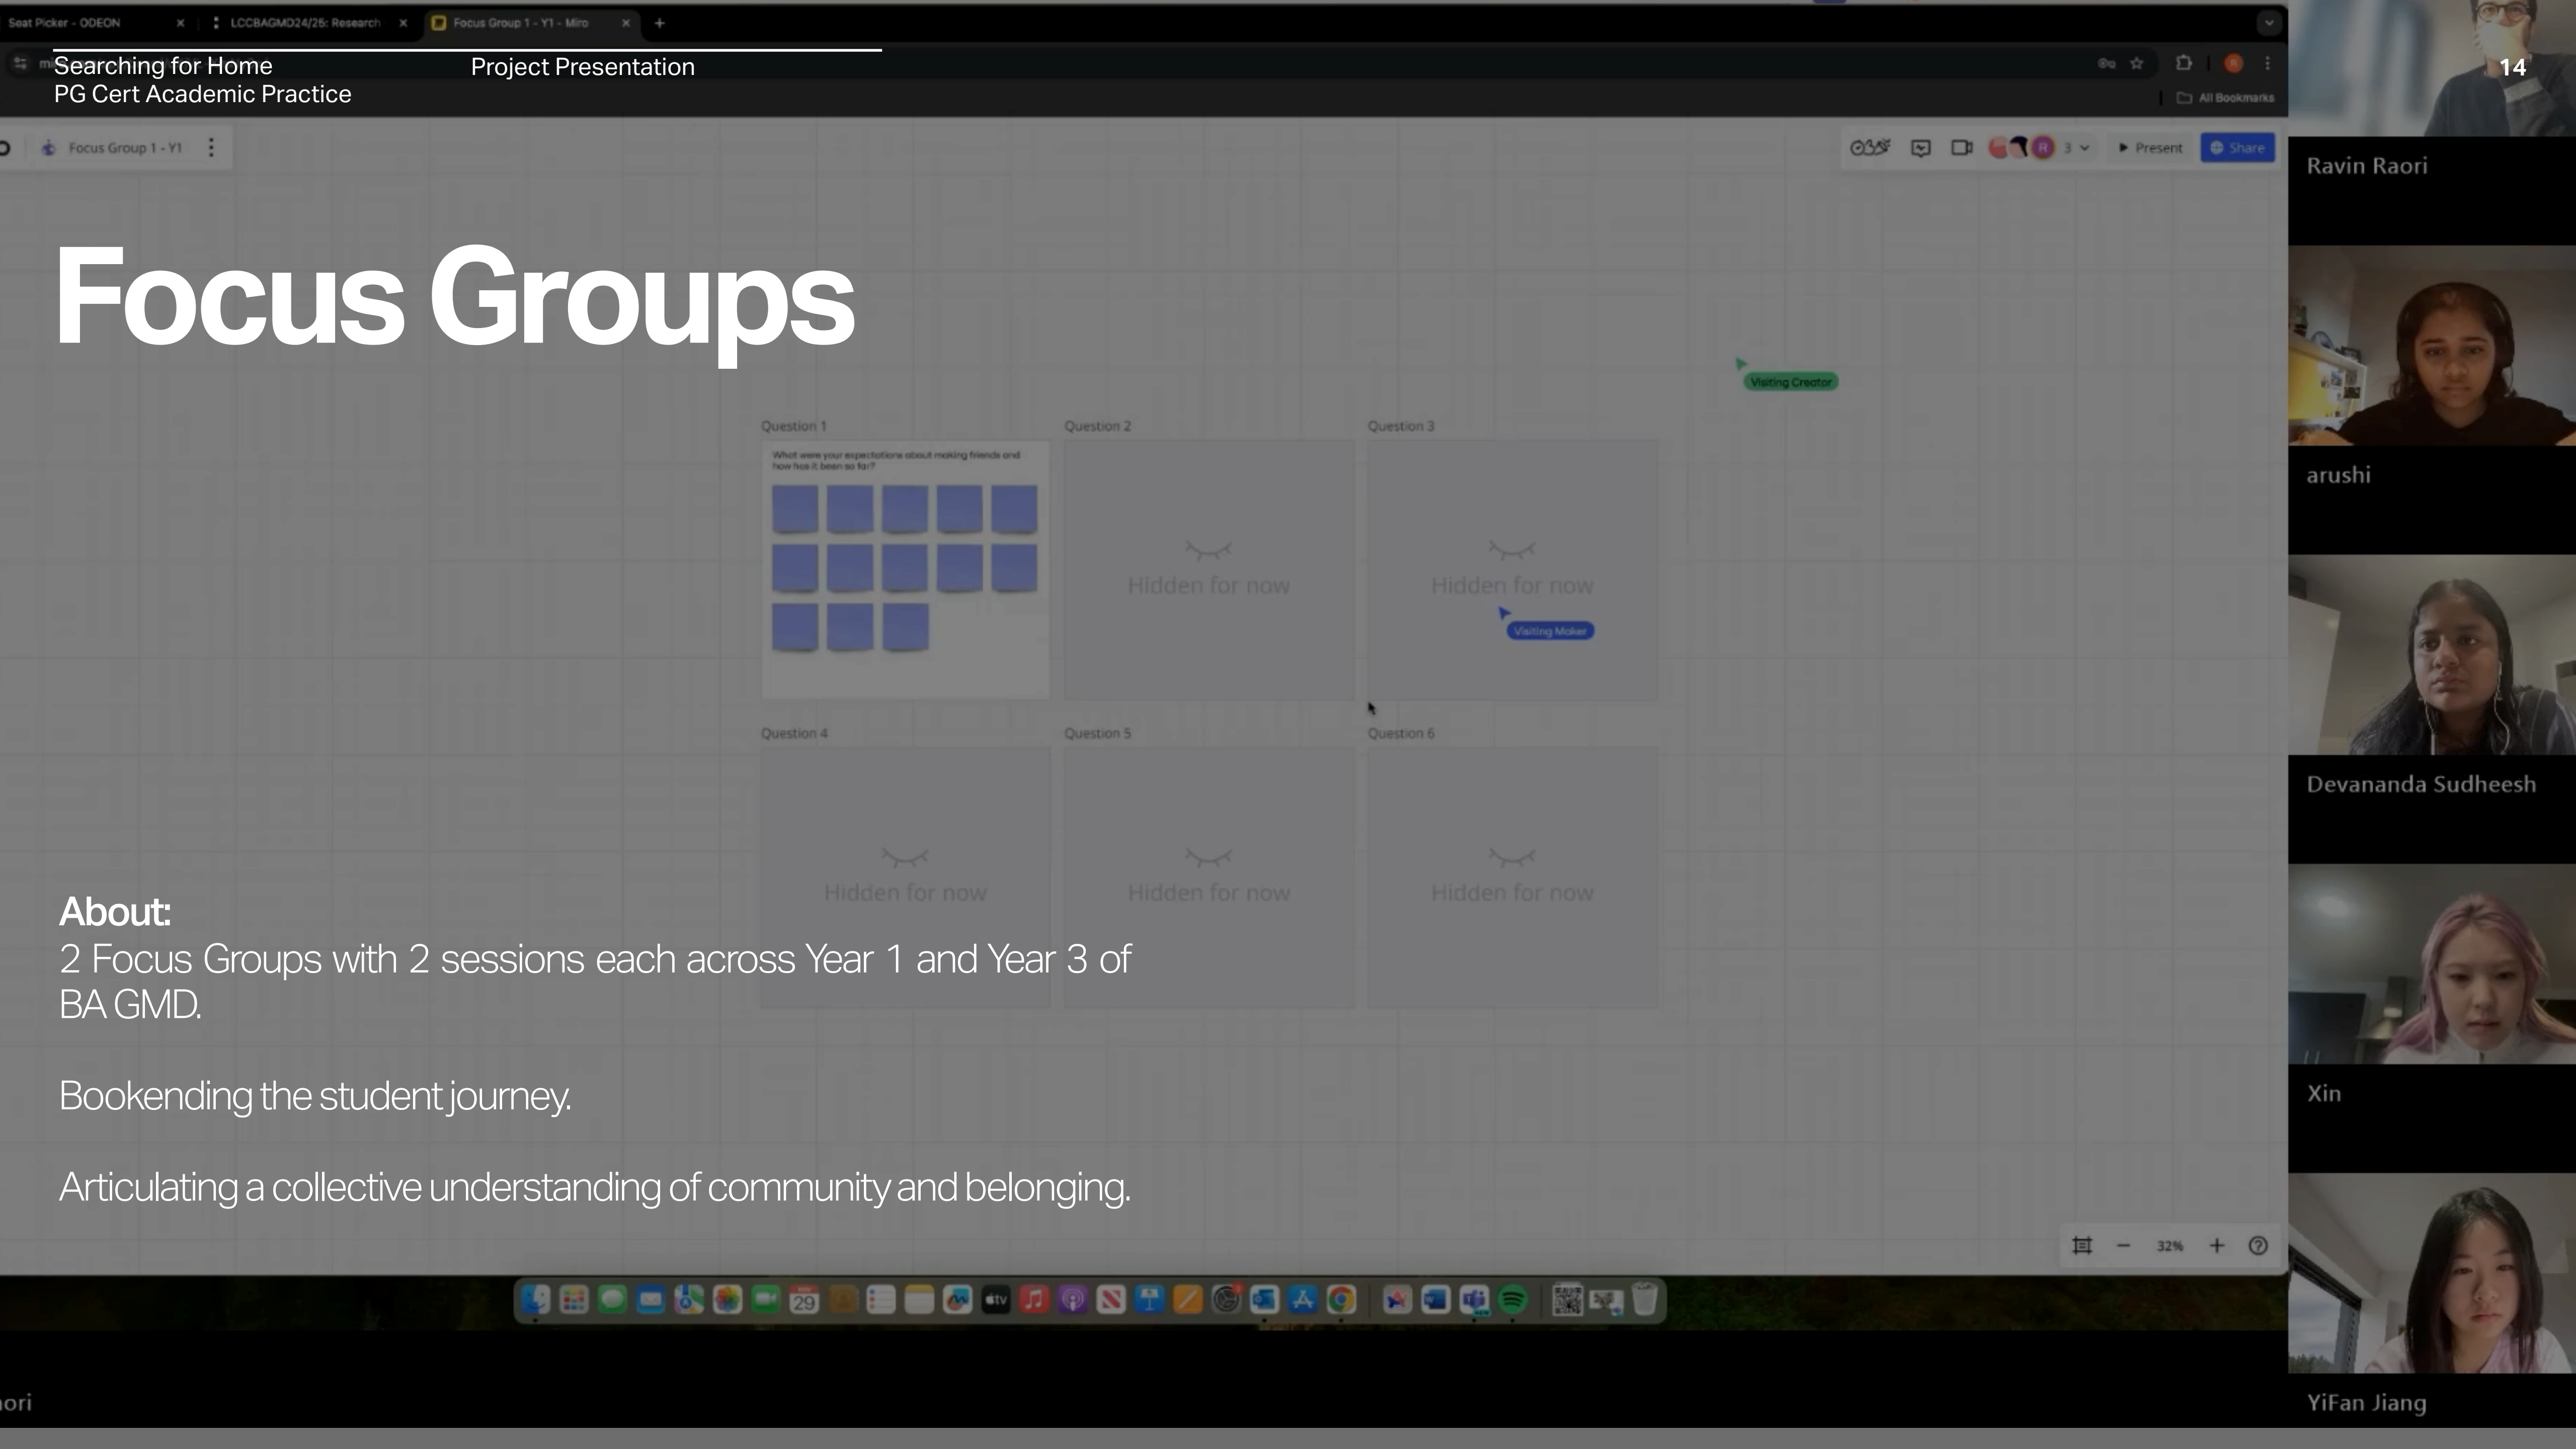 Seat Picker - ODEON
LCCBAGMD24/25: Research
Focus Group 1 - Y1 - Miro
Searching for Home
PG Cert Academic Practice
Project Presentation
14
All Bookmarks
Focus Group 1 - Y1
R
3
Present
Share
Ravin Raori
Focus Groups
Visiting Creator
Question 1
Question 2
Question 3
What were your expectations about making friends and
how has it been so far?
Hidden for now
Hidden for now
Visiting Maker
arushi
Question 4
Question 5
Question 6
Devananda Sudheesh
Hidden for now
Hidden for now
Hidden for now
About:
2 Focus Groups with 2 sessions each across Year 1 and Year 3 of
BA GMD.
Bookending the student journey.
Articulating a collective understanding of community and belonging.
Xin
32%
29
tv
YiFan Jiang
ori